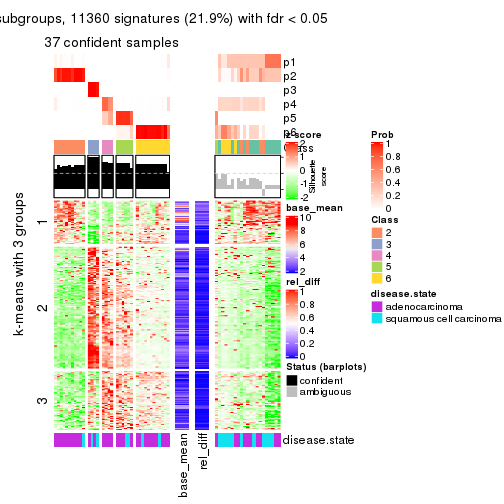 subgroups, 11360 signatures (21.9%) with fdr < 0.05
37 confident samples
p1
p2
p3
p4
p5
p6
Class
z-score
2
1
0
-1
-2
Silhouette score
base_mean
10
8
6
4
2
rel_diff
1
0.8
0.6
0.4
0.2
0
Status (barplots)
confident
ambiguous
Prob
1
0.8
0.6
0.4
0.2
0
Class
2
3
4
5
6
disease.state
adenocarcinoma
squamous cell carcinoma
k-means with 3 groups
1
2
3
base_mean
rel_diff
disease.state